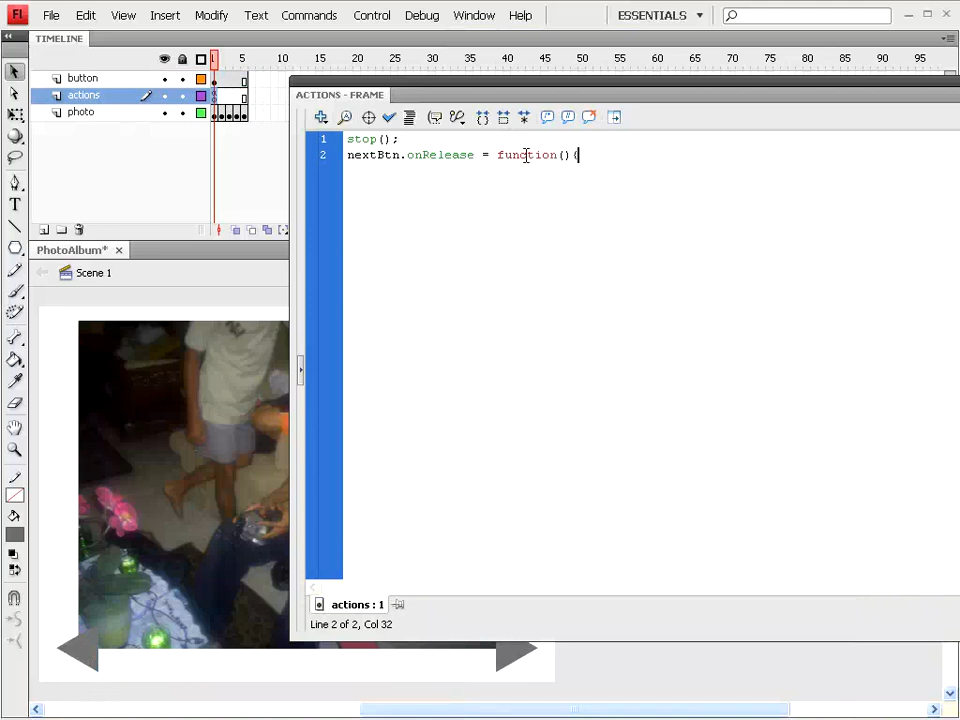 Fl File Edit View Insert Modify Text Commands Control Debug Window Help ESSENTIALS
TIMELINE
1 5 10 15 20 25 30 35 40 45 50 55 60 65 70 75 80 85 90 95
button
actions
photo
ACTIONS - FRAME
1 stop();
2 nextBtn.onRelease = function(){
PhotoAlbum*
Scene 1
actions : 1
Line 2 of 2, Col 32